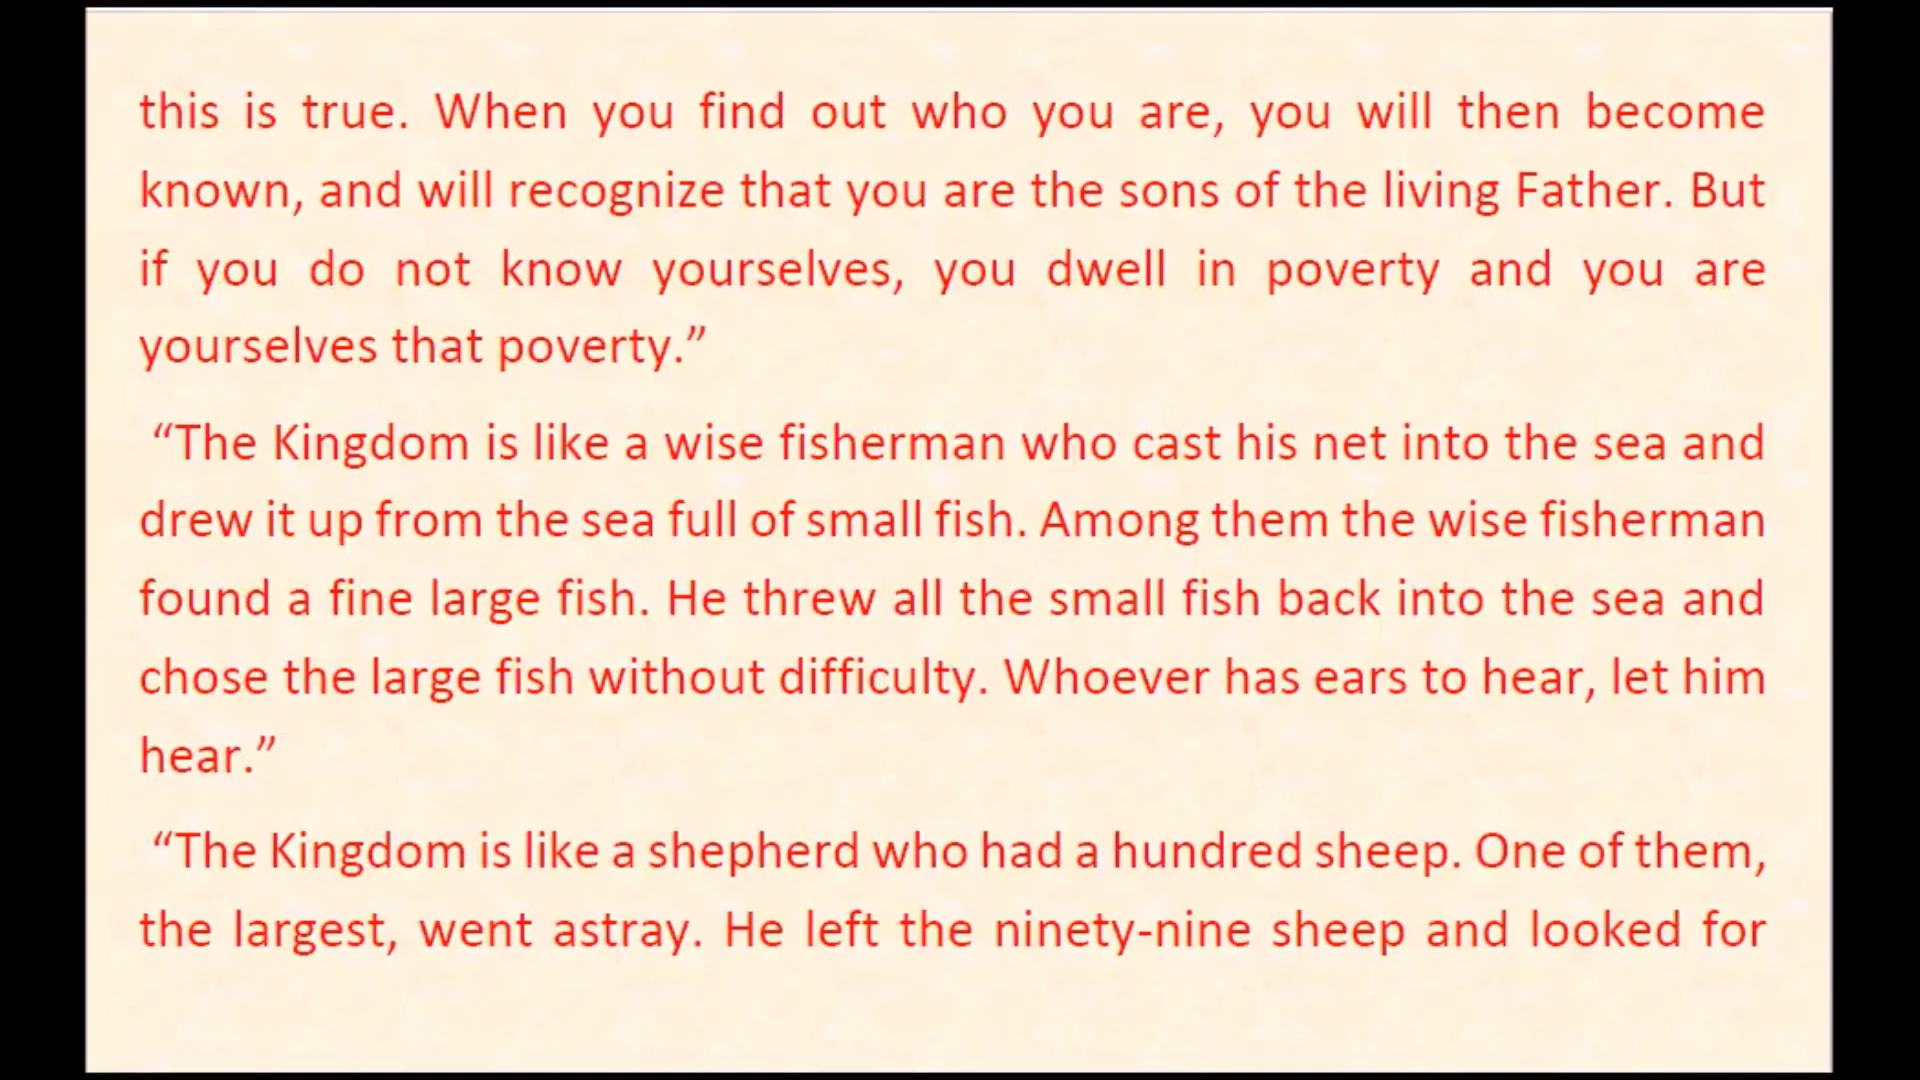 this is true. When you find out who you are, you will then become
known, and will recognize that you are the sons of the living Father. But
if you do not know yourselves, you dwell in poverty and you are
yourselves that poverty.”
“The Kingdom is like a wise fisherman who cast his net into the sea and
drew it up from the sea full of small fish. Among them the wise fisherman
found a fine large fish. He threw all the small fish back into the sea and
chose the large fish without difficulty. Whoever has ears to hear, let him
hear.”
“The Kingdom is like a shepherd who had a hundred sheep. One of them,
the largest, went astray. He left the ninety-nine sheep and looked for